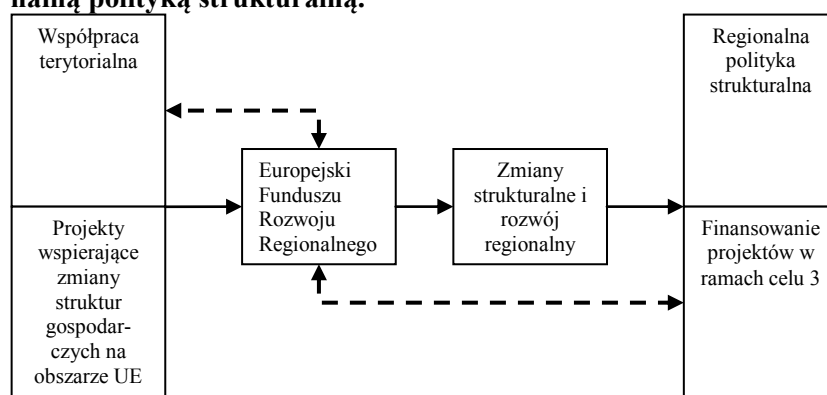 nalną polityką strukturalną.
Współpraca
terytorialna
Projekty
wspierające
zmiany
struktur
gospodar-
czych na
obszarze UE
Europejski
Funduszu
Rozwoju
Regionalnego
Zmiany
strukturalne i
rozwój
regionalny
Regionalna
polityka
strukturalna
Finansowanie
projektów w
ramach celu 3